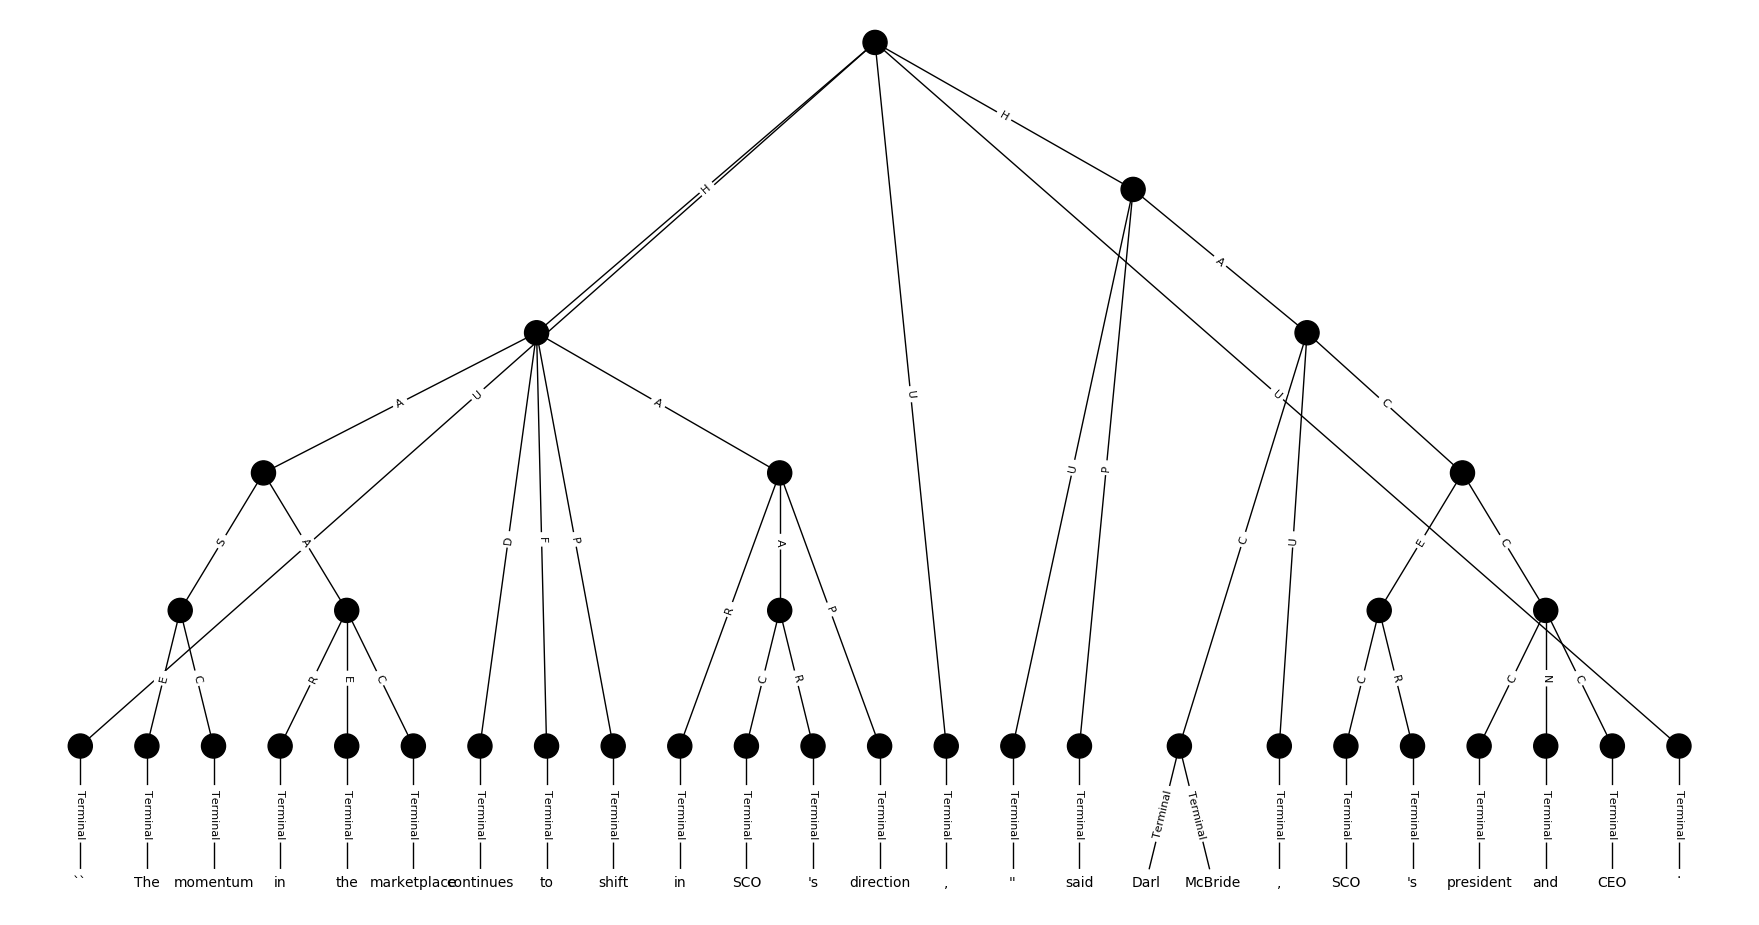 H
H
A
A
A
U
C
U
U
U
P
S
A
D
F
P
A
C
U
E
C
R
P
E
C
R
E
C
C
R
C
R
C
N
C
Terminal Terminal Terminal Terminal Terminal Terminal Terminal Terminal Terminal Terminal Terminal Terminal Terminal Terminal Terminal Terminal Terminal Terminal Terminal Terminal Terminal Terminal Terminal Terminal Terminal
`` The momentum in the marketplace continues to shift in SCO 's direction , " said Darl McBride , SCO 's president and CEO .